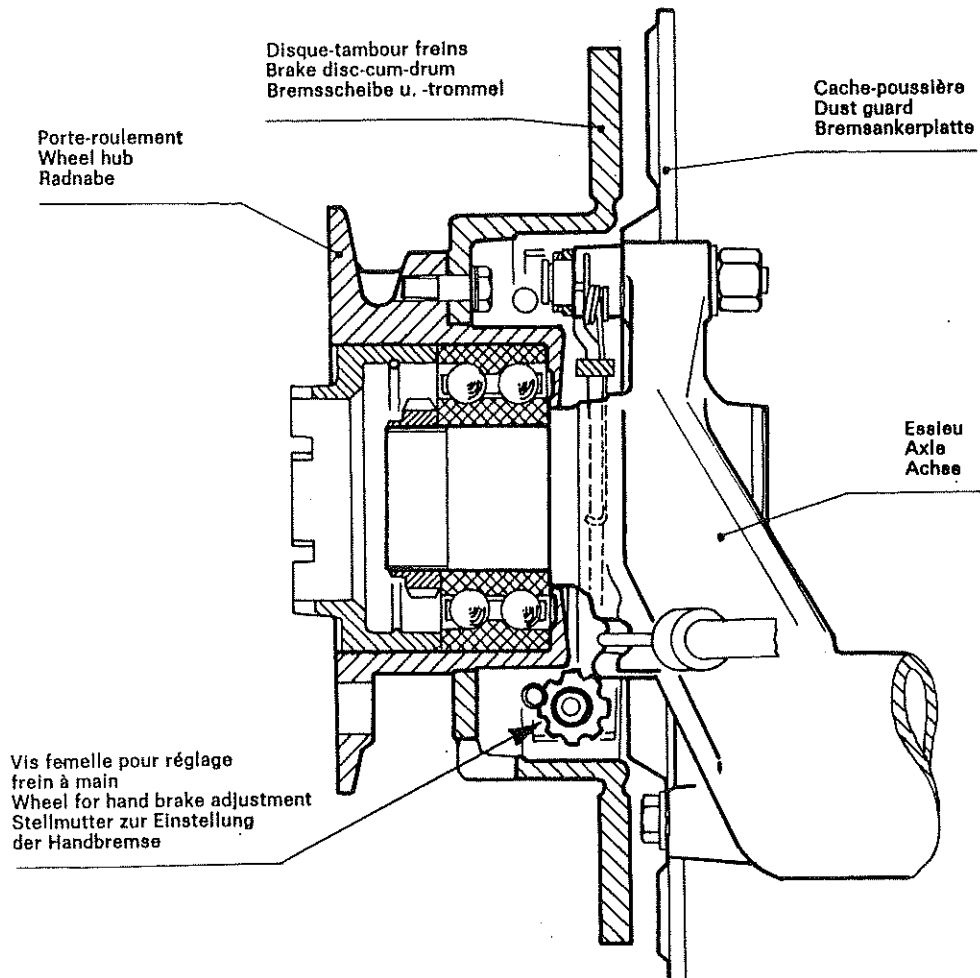 Disque-tambour freins
Brake disc-cum-drum
Bremsscheibe u. -trommel
Cache-poussière
Dust guard
Bremsankerplatte
Porte-roulement
Wheel hub
Radnabe
Essieu
Axle
Achse
Vis femelle pour réglage
frein à main
Wheel for hand brake adjustment
Stellmutter zur Einstellung
der Handbremse